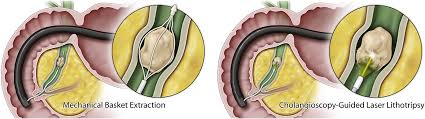 Mechanical Basket Extraction
Cholangioscopy-Guided Laser Lithotripsy